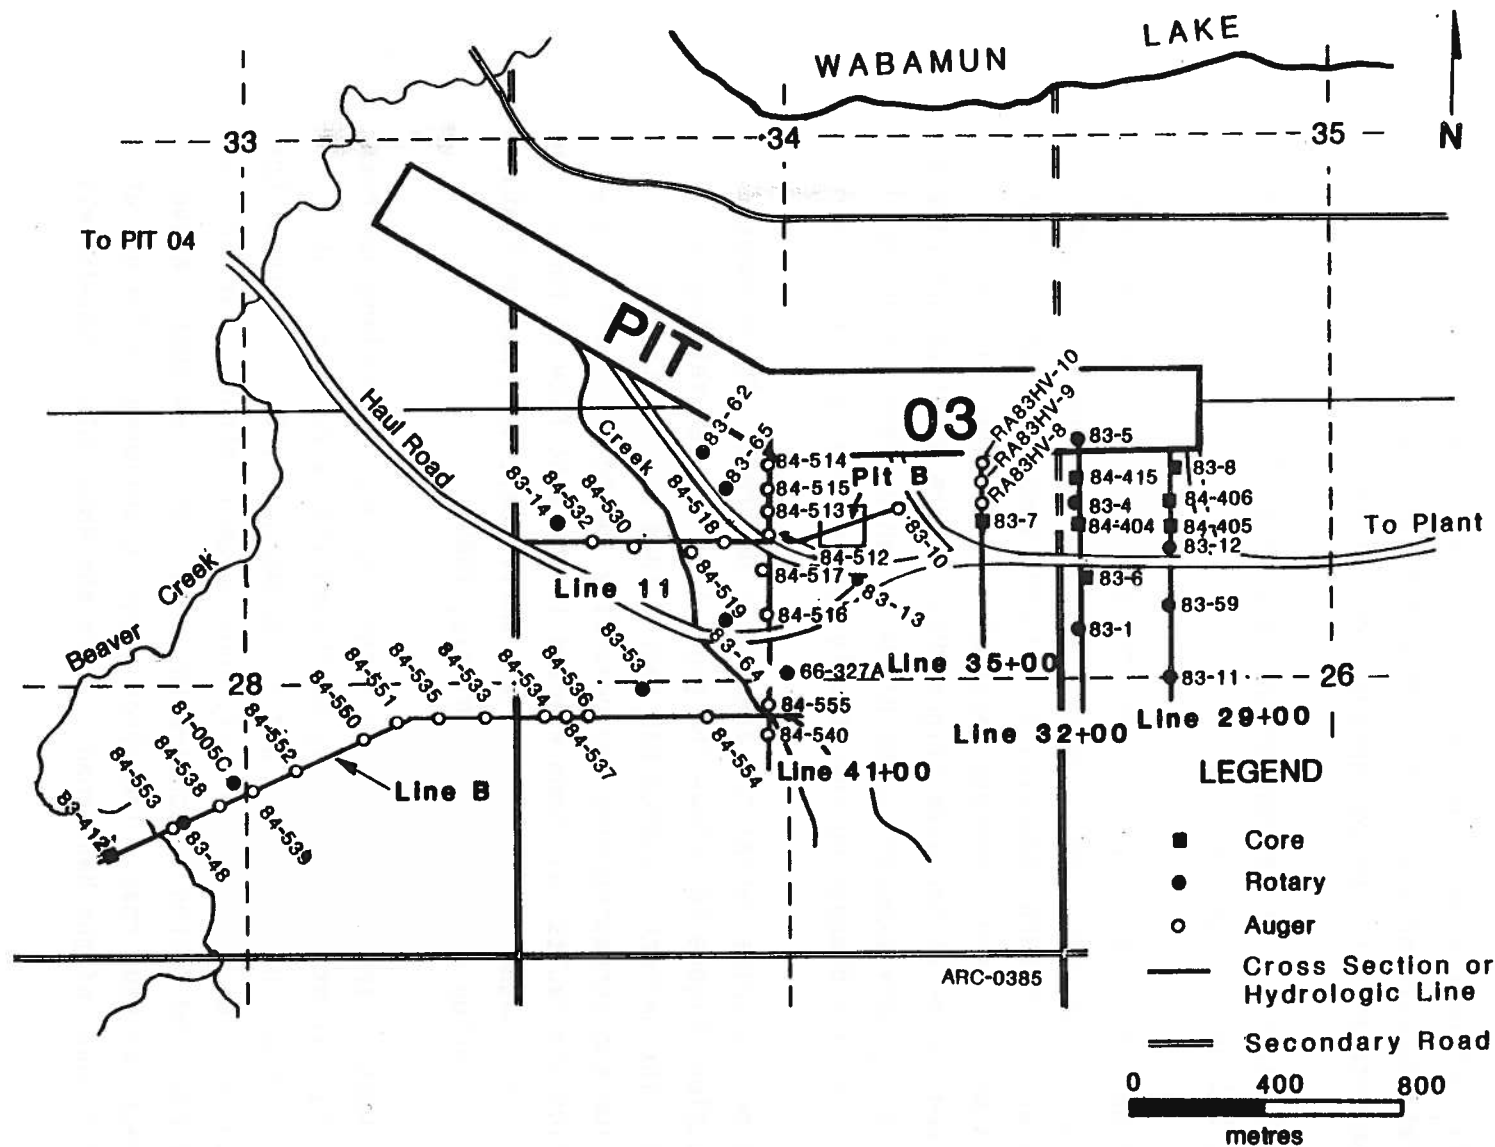 WABAMUN LAKE
N
33
34
35
To PIT 04
PIT
03
Haul Road
Creek
83-62
83-65
RA83HV-10
RA83HV-9
RA83HV-8
83-5
84-514
Pit B
84-515
84-513
83-14
84-532
84-530
84-518
84-415
83-8
83-4
84-406
83-7
84-404
84-405
To Plant
83-10
84-512
83-12
84-517
83-6
83-13
Line 11
84-519
84-516
83-59
83-1
Beaver Creek
83-64
83-53
66-327A
Line 35+00
28
83-11
26
84-550
84-551
84-535
84-533
84-534
84-536
84-555
Line 32+00
Line 29+00
81-005C
84-552
84-540
84-553
84-538
84-537
84-554
Line 41+00
Line B
83-412
83-48
84-539
LEGEND
Core
Rotary
Auger
Cross Section or
Hydrologic Line
Secondary Road
ARC-0385
0 400 800
metres